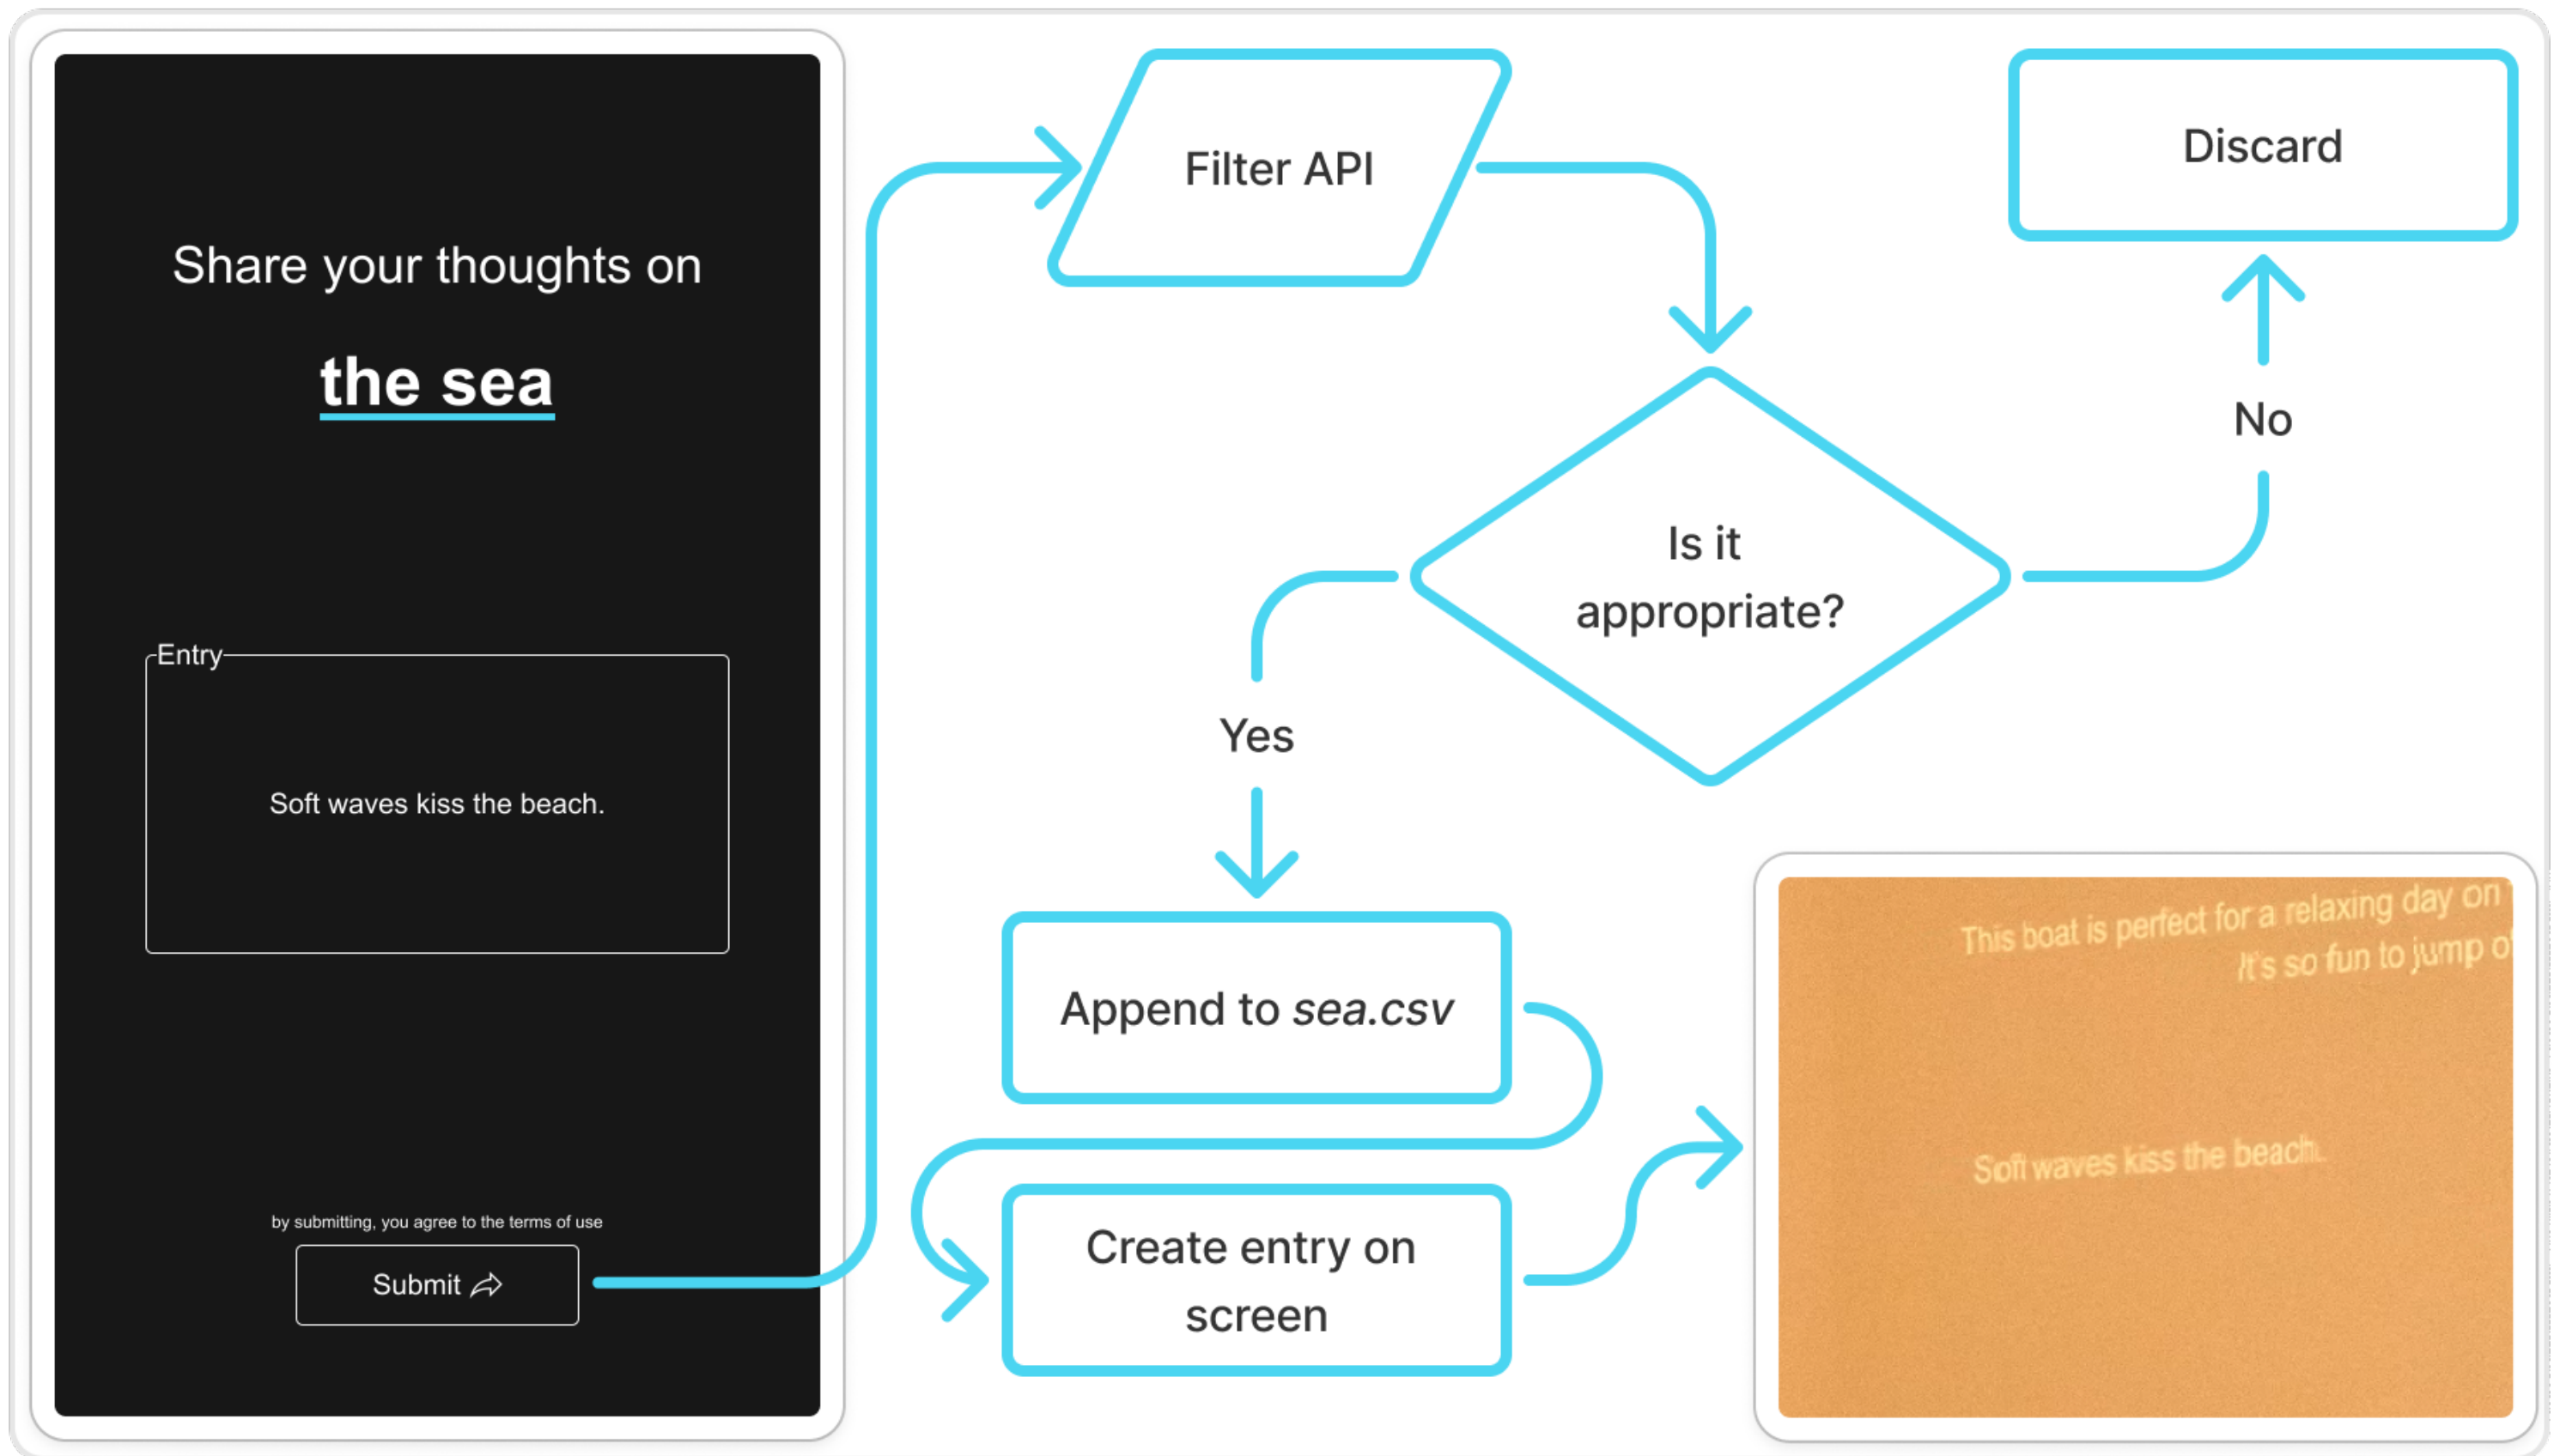 Share your thoughts on
the sea
Entry
Soft waves kiss the beach.
by submitting, you agree to the terms of use
Submit
Filter API
Is it
appropriate?
No
Discard
Yes
Append to sea.csv
Create entry on
screen
This boat is perfect for a relaxing day on
It's so fun to jump
Soft waves kiss the beach.